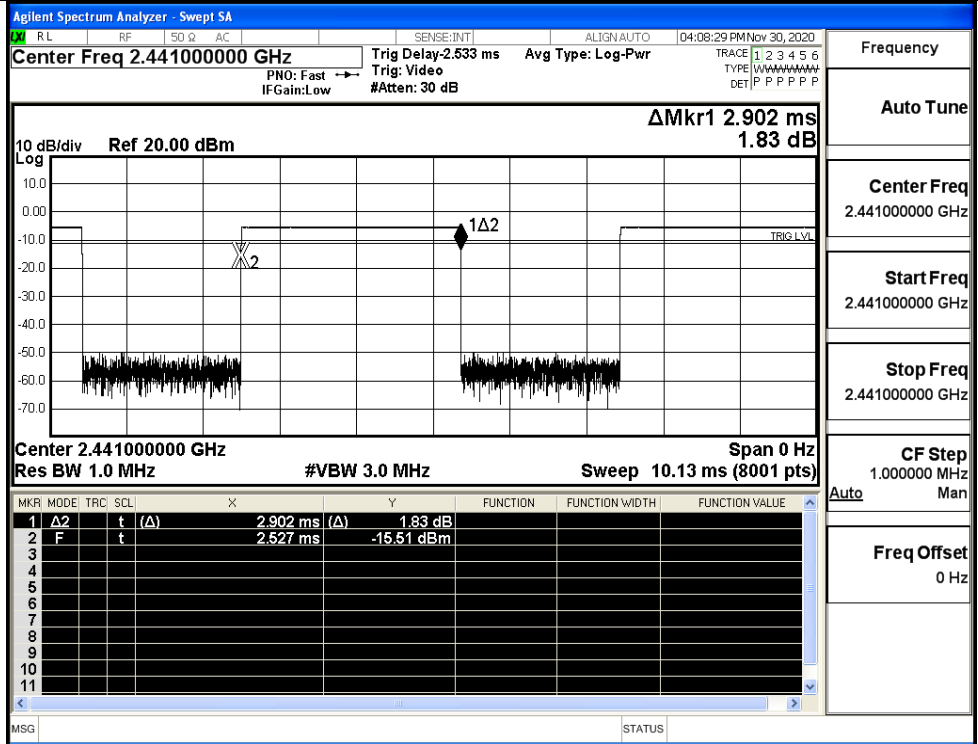 Agilent Spectrum Analyzer - Swept SA
LXI RL RF 50 Ω AC SENSE:INT ALIGNAUTO 04:08:29 PMNov 30, 2020
Center Freq 2.441000000 GHz
PNO: Fast
IFGain:Low
Trig Delay-2.533 ms
Trig: Video
#Atten: 30 dB
Avg Type: Log-Pwr
TRACE 1 2 3 4 5 6
TYPE WWWWWW
DET P P P P P P
ΔMkr1 2.902 ms
1.83 dB
10 dB/div Ref 20.00 dBm
Log
10.0
0.00
-10.0
-20.0
-30.0
-40.0
-50.0
-60.0
-70.0
1Δ2
TRIG LVL
2
Center 2.441000000 GHz Span 0 Hz
Res BW 1.0 MHz #VBW 3.0 MHz Sweep 10.13 ms (8001 pts)
MKR MODE TRC SCL X Y FUNCTION FUNCTION WIDTH FUNCTION VALUE
1 Δ2 t (Δ) 2.902 ms (Δ) 1.83 dB
2 F t 2.527 ms -15.51 dBm
3
4
5
6
7
8
9
10
11
MSG STATUS
Frequency
Auto Tune
Center Freq
2.441000000 GHz
Start Freq
2.441000000 GHz
Stop Freq
2.441000000 GHz
CF Step
1.000000 MHz
Auto Man
Freq Offset
0 Hz